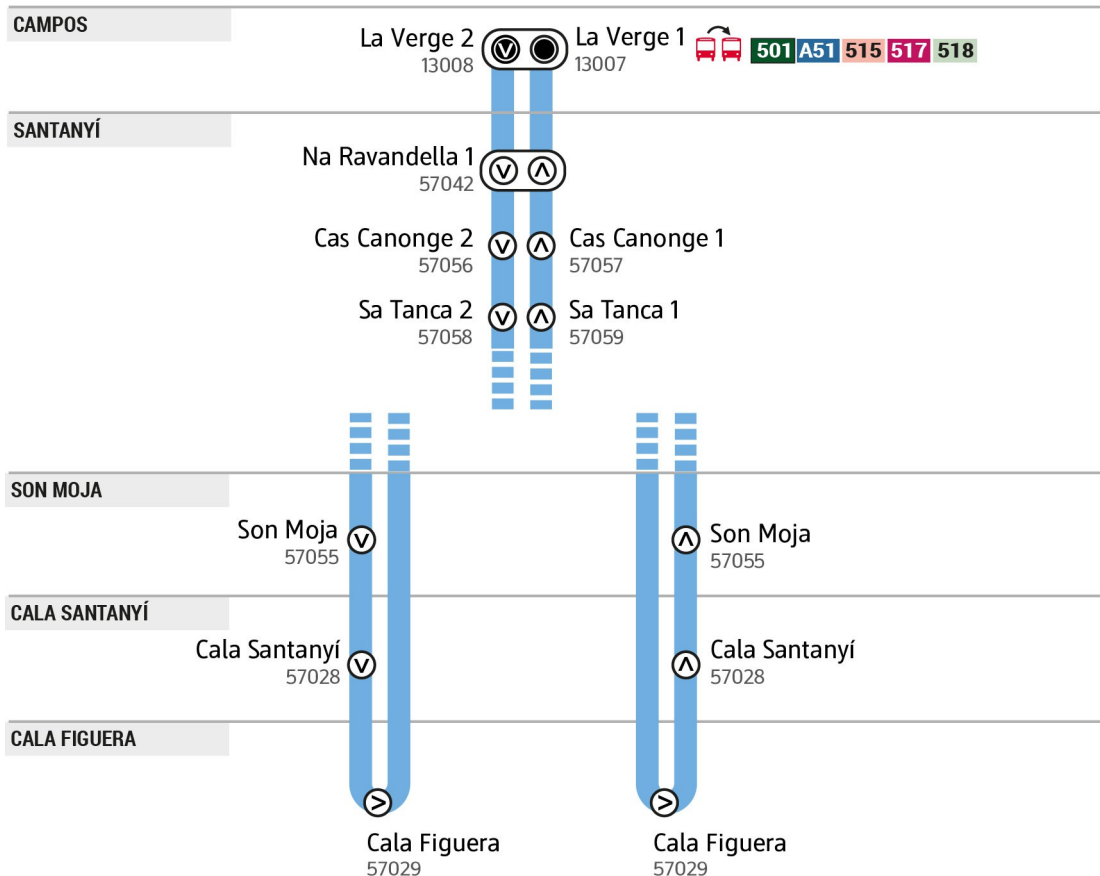 CAMPOS
La Verge 2
13008
La Verge 1
13007
501 A51 515 517 518
SANTANYÍ
Na Ravandella 1
57042
Cas Canonge 2
57056
Cas Canonge 1
57057
Sa Tanca 2
57058
Sa Tanca 1
57059
SON MOJA
Son Moja
57055
Son Moja
57055
CALA SANTANYÍ
Cala Santanyí
57028
Cala Santanyí
57028
CALA FIGUERA
Cala Figuera
57029
Cala Figuera
57029